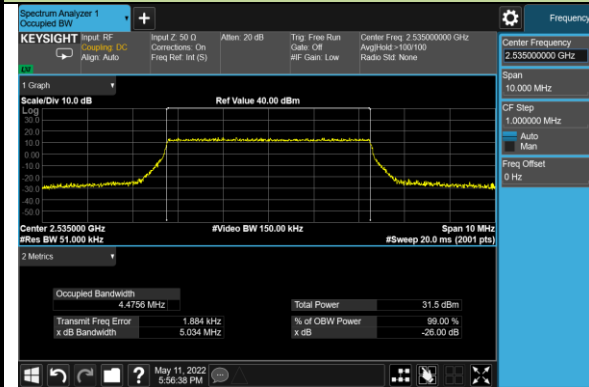 Spectrum Analyzer 1
Occupied BW
+
Frequency
KEYSIGHT
Input: RF
Coupling: DC
Align: Auto
Input Z: 50 Ω
Corrections: On
Freq Ref: Int (S)
Atten: 20 dB
Trig: Free Run
Gate: Off
#IF Gain: Low
Center Freq: 2.535000000 GHz
Avg|Hold:>100/100
Radio Std: None
Center Frequency
2.535000000 GHz
Span
10.000 MHz
CF Step
1.000000 MHz
Auto
Man
Freq Offset
0 Hz
1 Graph
Scale/Div 10.0 dB
Ref Value 40.00 dBm
Log
30.0
20.0
10.0
0.00
-10.0
-20.0
-30.0
-40.0
-50.0
Center 2.535000 GHz
#Video BW 150.00 kHz
Span 10 MHz
#Res BW 51.000 kHz
#Sweep 20.0 ms (2001 pts)
2 Metrics
Occupied Bandwidth
4.4756 MHz
Total Power
31.5 dBm
Transmit Freq Error
1.884 kHz
% of OBW Power
99.00 %
x dB Bandwidth
5.034 MHz
x dB
-26.00 dB
?
May 11, 2022
5:56:38 PM